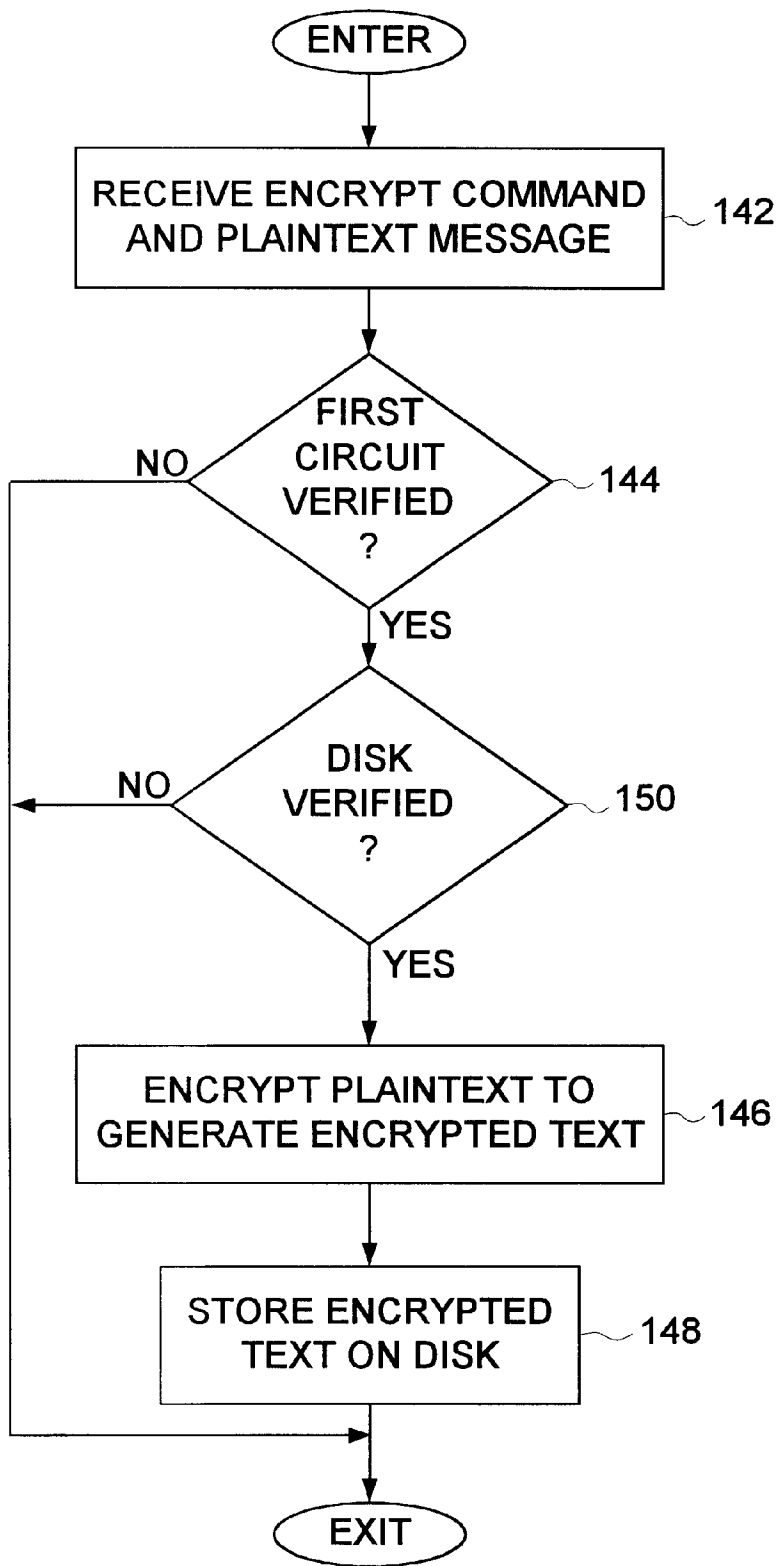 ENTER
RECEIVE ENCRYPT COMMAND
AND PLAINTEXT MESSAGE
142
FIRST
CIRCUIT
VERIFIED
?
144
NO
YES
DISK
VERIFIED
?
150
NO
YES
ENCRYPT PLAINTEXT TO
GENERATE ENCRYPTED TEXT
146
STORE ENCRYPTED
TEXT ON DISK
148
EXIT